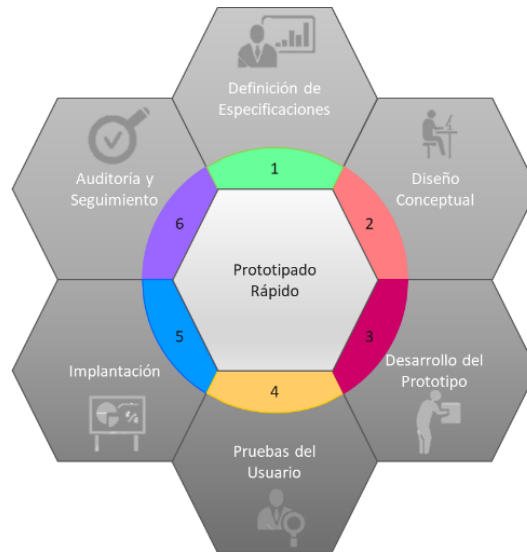 Definición de
Especificaciones
1
Diseño
Conceptual
2
Desarrollo del
Prototipo
3
Pruebas del
Usuario
4
Implantación
5
Auditoría y
Seguimiento
6
Prototipado
Rápido